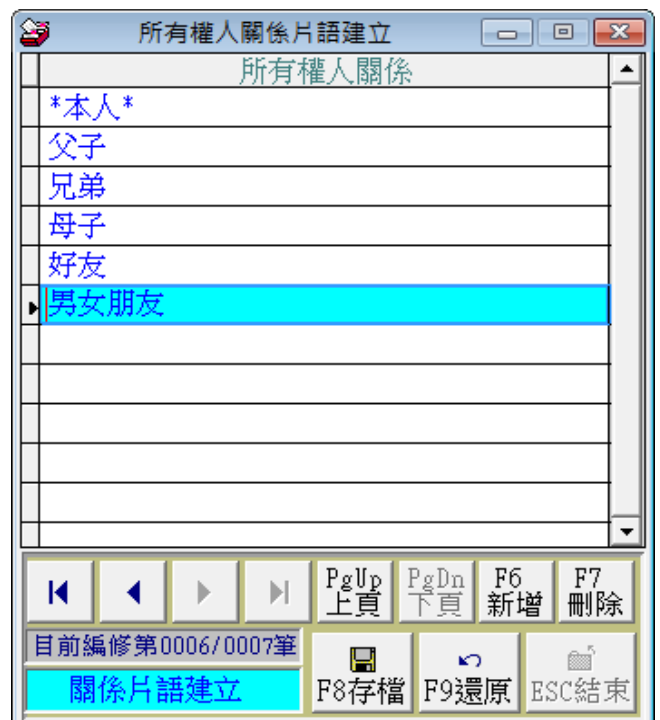 所有權人關係片語建立
所有權人關係
*本人*
父子
兄弟
母子
好友
男女朋友
PgUp
上頁
PgDn
下頁
F6
新增
F7
刪除
目前編修第0006/0007筆
關係片語建立
F8存檔
F9還原
ESC結束